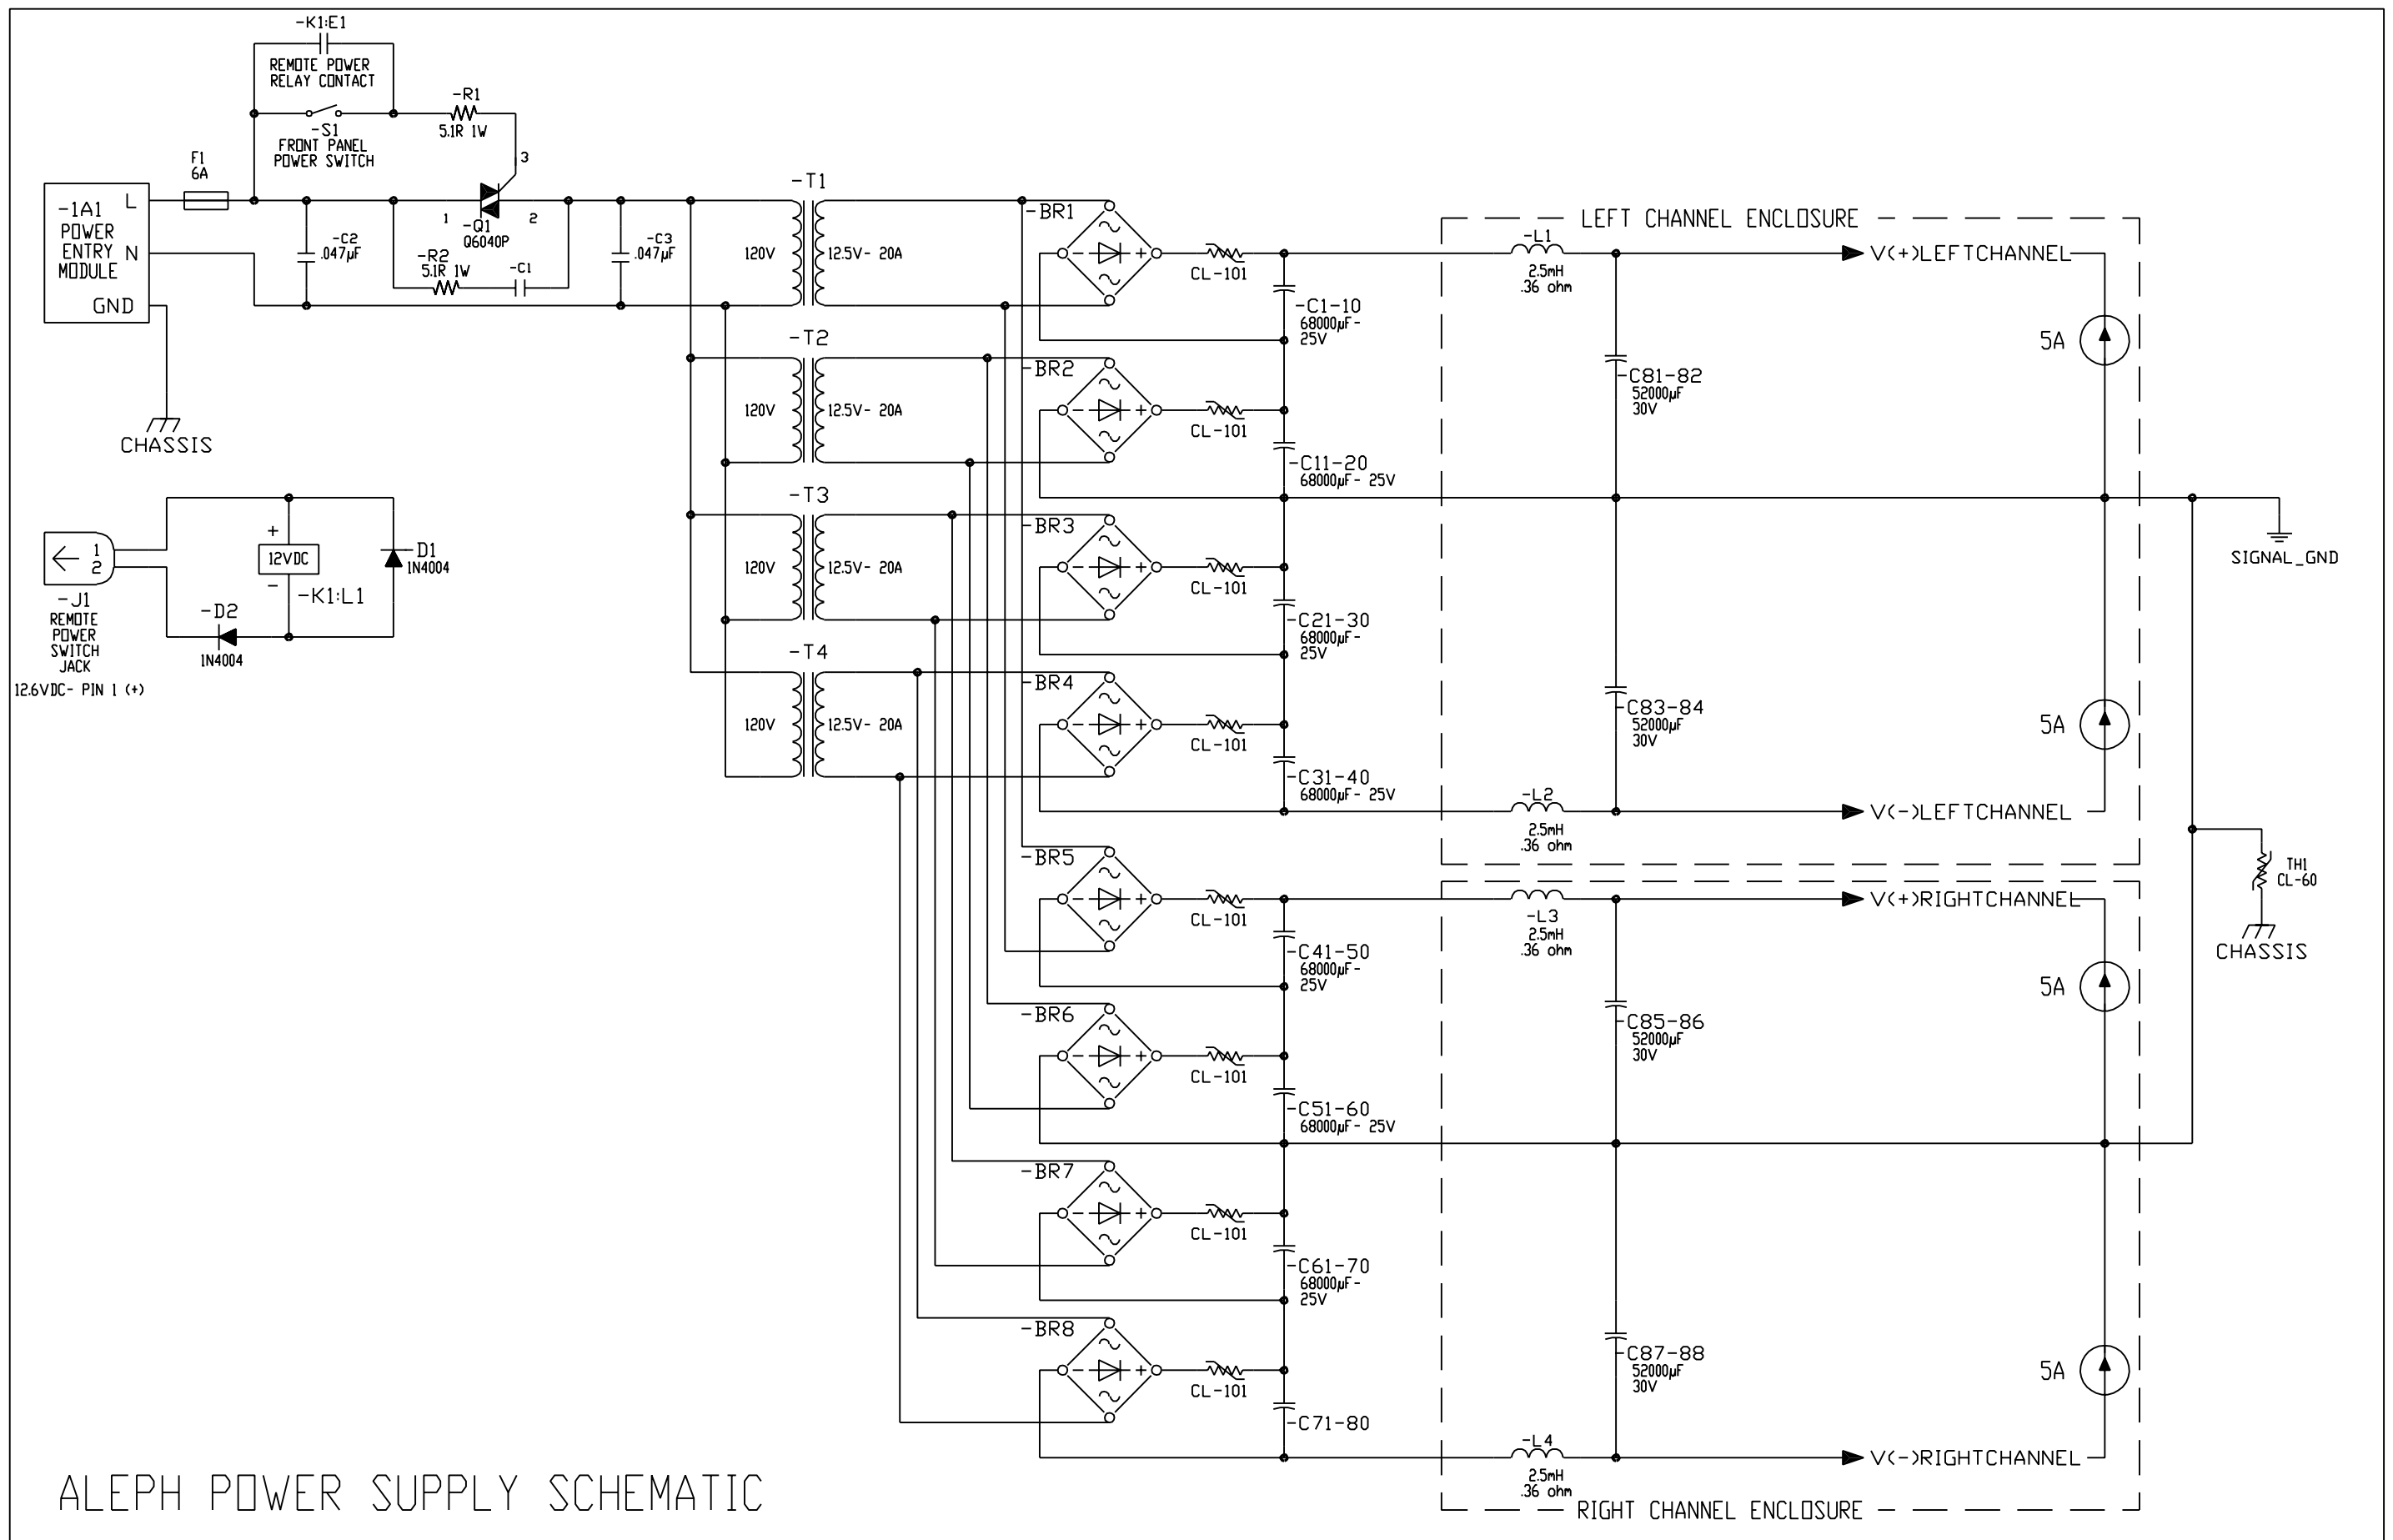 -K1:E1
REMOTE POWER
RELAY CONTACT
-S1
FRONT PANEL
POWER SWITCH
-R1
5.1R 1W
3
F1
6A
-1A1
POWER
ENTRY
MODULE
L
N
GND
CHASSIS
-C2
.047µF
1
2
-Q1
Q6040P
-R2
5.1R 1W
-C1
-C3
.047µF
-T1
120V
12.5V- 20A
-T2
120V
12.5V- 20A
-T3
120V
12.5V- 20A
-T4
120V
12.5V- 20A
1
2
-J1
REMOTE
POWER
SWITCH
JACK
12.6VDC- PIN 1 (+)
+
12VDC
-
-K1:L1
-D2
1N4004
D1
1N4004
-BR1
- +
CL-101
-C1-10
68000µF-
25V
-BR2
- +
CL-101
-C11-20
68000µF- 25V
-BR3
- +
CL-101
-C21-30
68000µF-
25V
-BR4
- +
CL-101
-C31-40
68000µF- 25V
-BR5
- +
CL-101
-C41-50
68000µF-
25V
-BR6
- +
CL-101
-C51-60
68000µF- 25V
-BR7
- +
CL-101
-C61-70
68000µF-
25V
-BR8
- +
CL-101
-C71-80
LEFT CHANNEL ENCLOSURE
-L1
2.5mH
.36 ohm
V(+)LEFTCHANNEL
5A
-C81-82
52000µF
30V
SIGNAL_GND
-C83-84
52000µF
30V
5A
-L2
2.5mH
.36 ohm
V(-)LEFTCHANNEL
TH1
CL-60
CHASSIS
-L3
2.5mH
.36 ohm
V(+)RIGHTCHANNEL
5A
-C85-86
52000µF
30V
-C87-88
52000µF
30V
5A
-L4
2.5mH
.36 ohm
V(-)RIGHTCHANNEL
RIGHT CHANNEL ENCLOSURE
ALEPH POWER SUPPLY SCHEMATIC